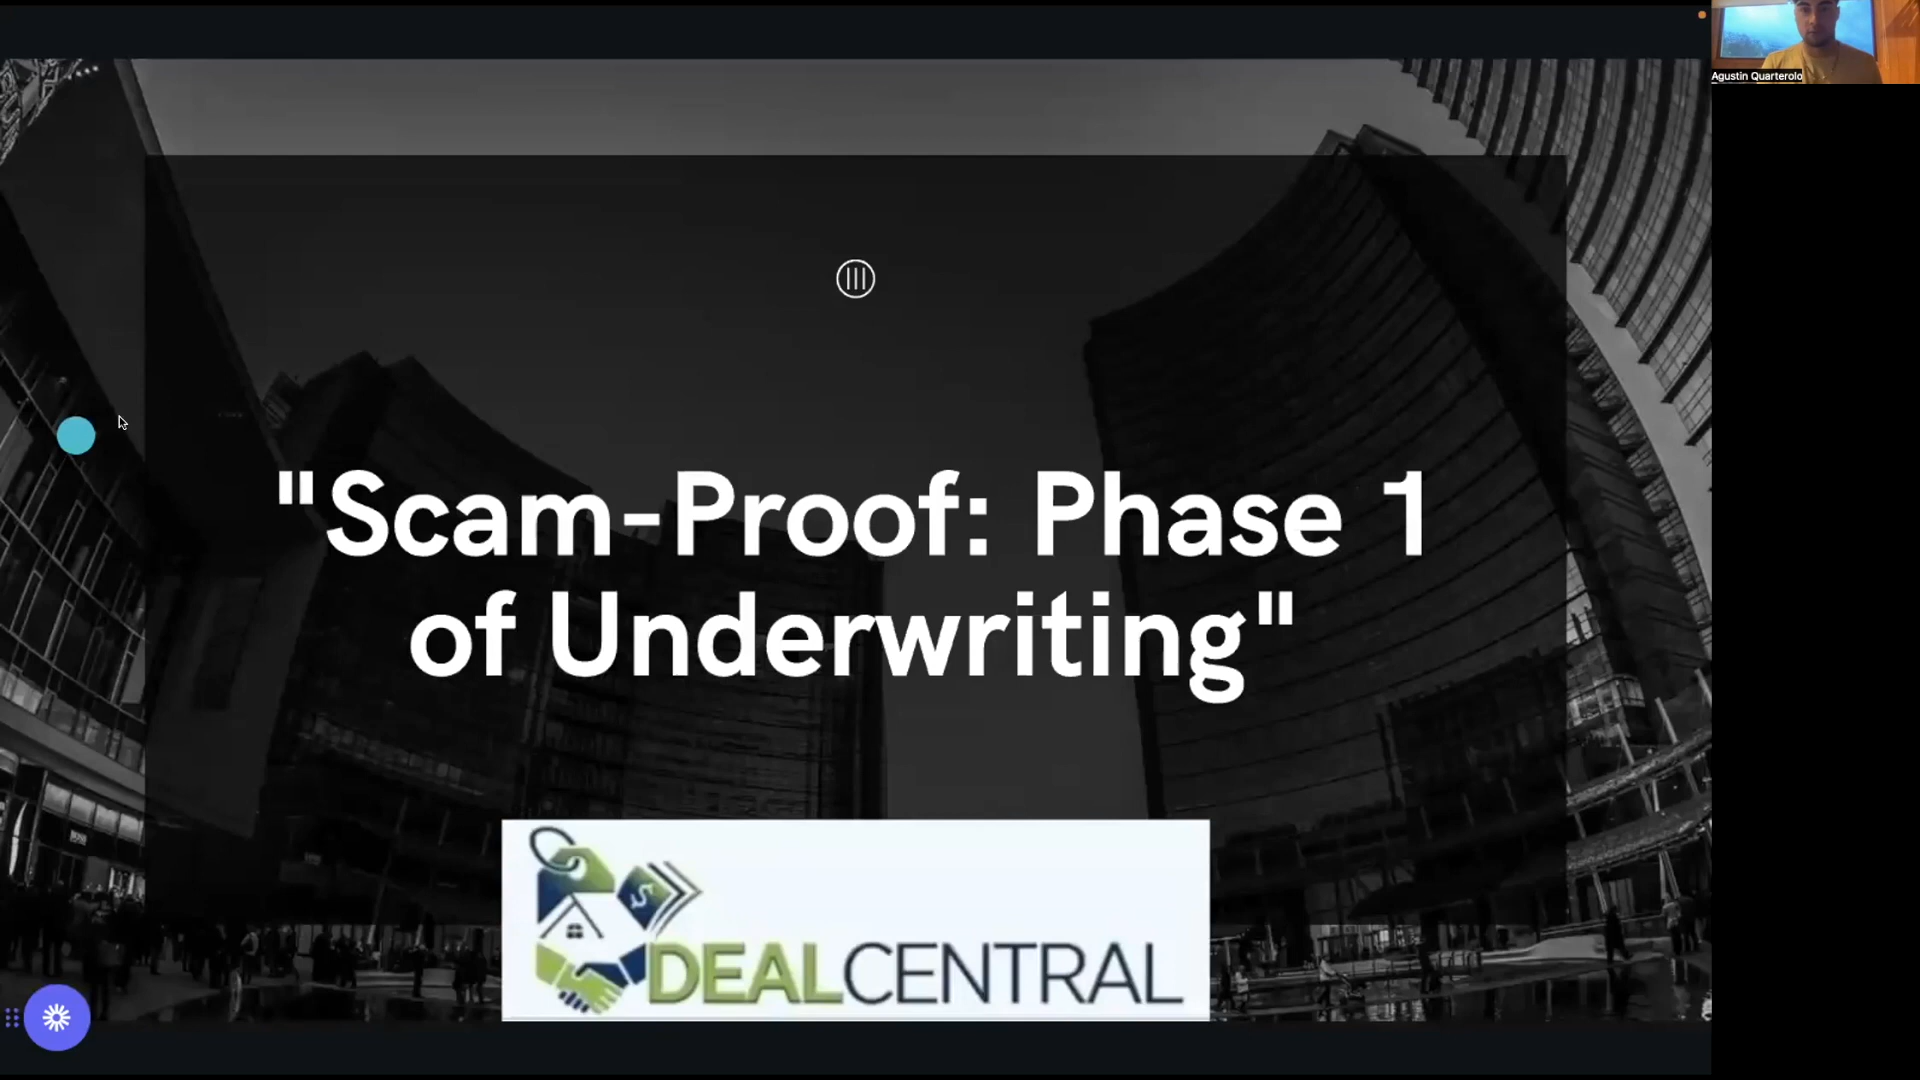 Agustin Quarterolo
"Scam-Proof: Phase 1
of Underwriting"
DEALCENTRAL